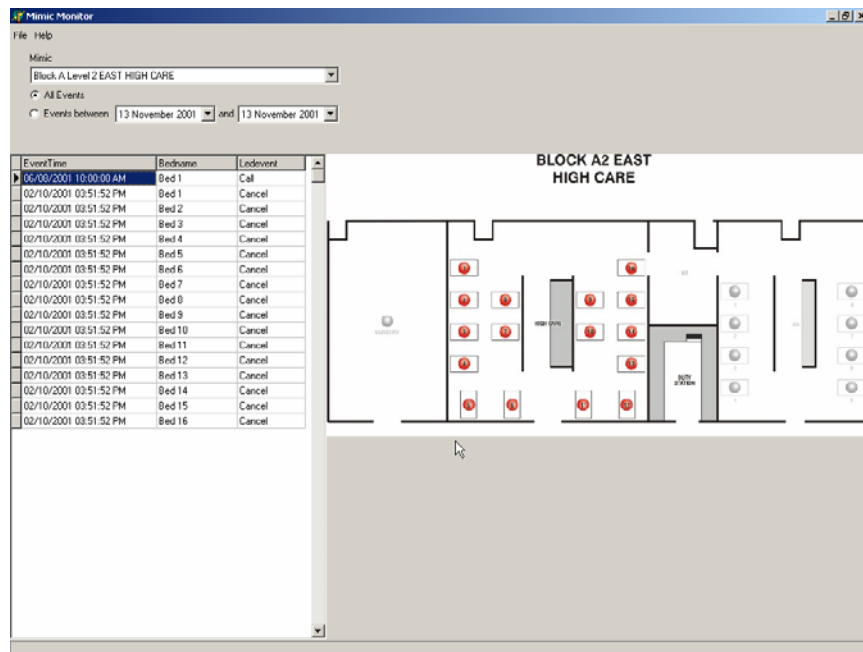 Mimic Monitor
File Help
Mimic
Block A Level 2 EAST HIGH CARE
All Events
Events between 13 November 2001 and 13 November 2001
EventTime Bedname Ledevent
06/08/2001 10:00:00 AM Bed 1 Call
02/10/2001 03:51:52 PM Bed 1 Cancel
02/10/2001 03:51:52 PM Bed 2 Cancel
02/10/2001 03:51:52 PM Bed 3 Cancel
02/10/2001 03:51:52 PM Bed 4 Cancel
02/10/2001 03:51:52 PM Bed 5 Cancel
02/10/2001 03:51:52 PM Bed 6 Cancel
02/10/2001 03:51:52 PM Bed 7 Cancel
02/10/2001 03:51:52 PM Bed 8 Cancel
02/10/2001 03:51:52 PM Bed 9 Cancel
02/10/2001 03:51:52 PM Bed 10 Cancel
02/10/2001 03:51:52 PM Bed 11 Cancel
02/10/2001 03:51:52 PM Bed 12 Cancel
02/10/2001 03:51:52 PM Bed 13 Cancel
02/10/2001 03:51:52 PM Bed 14 Cancel
02/10/2001 03:51:52 PM Bed 15 Cancel
02/10/2001 03:51:52 PM Bed 16 Cancel
BLOCK A2 EAST
HIGH CARE
HIGH CARE
DUTY
STATION